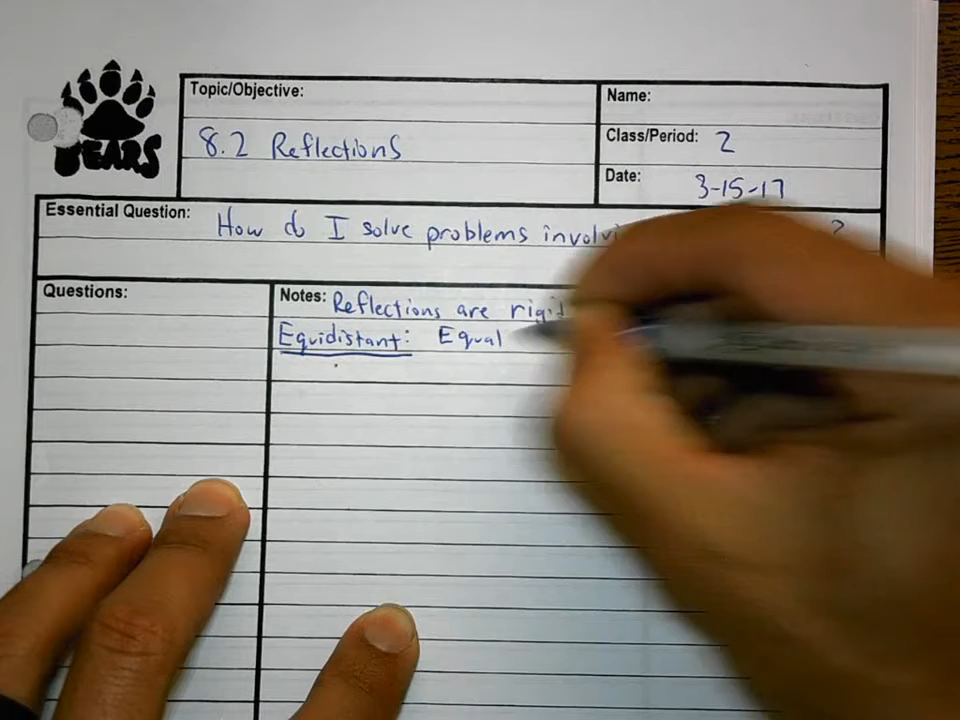 Topic/Objective:
8.2 Reflections
Name:
Class/Period: 2
Date: 3-15-17
BEARS
Essential Question: How do I solve problems ?
Questions:
Notes: Reflections are rigid
Equidistant: Equal